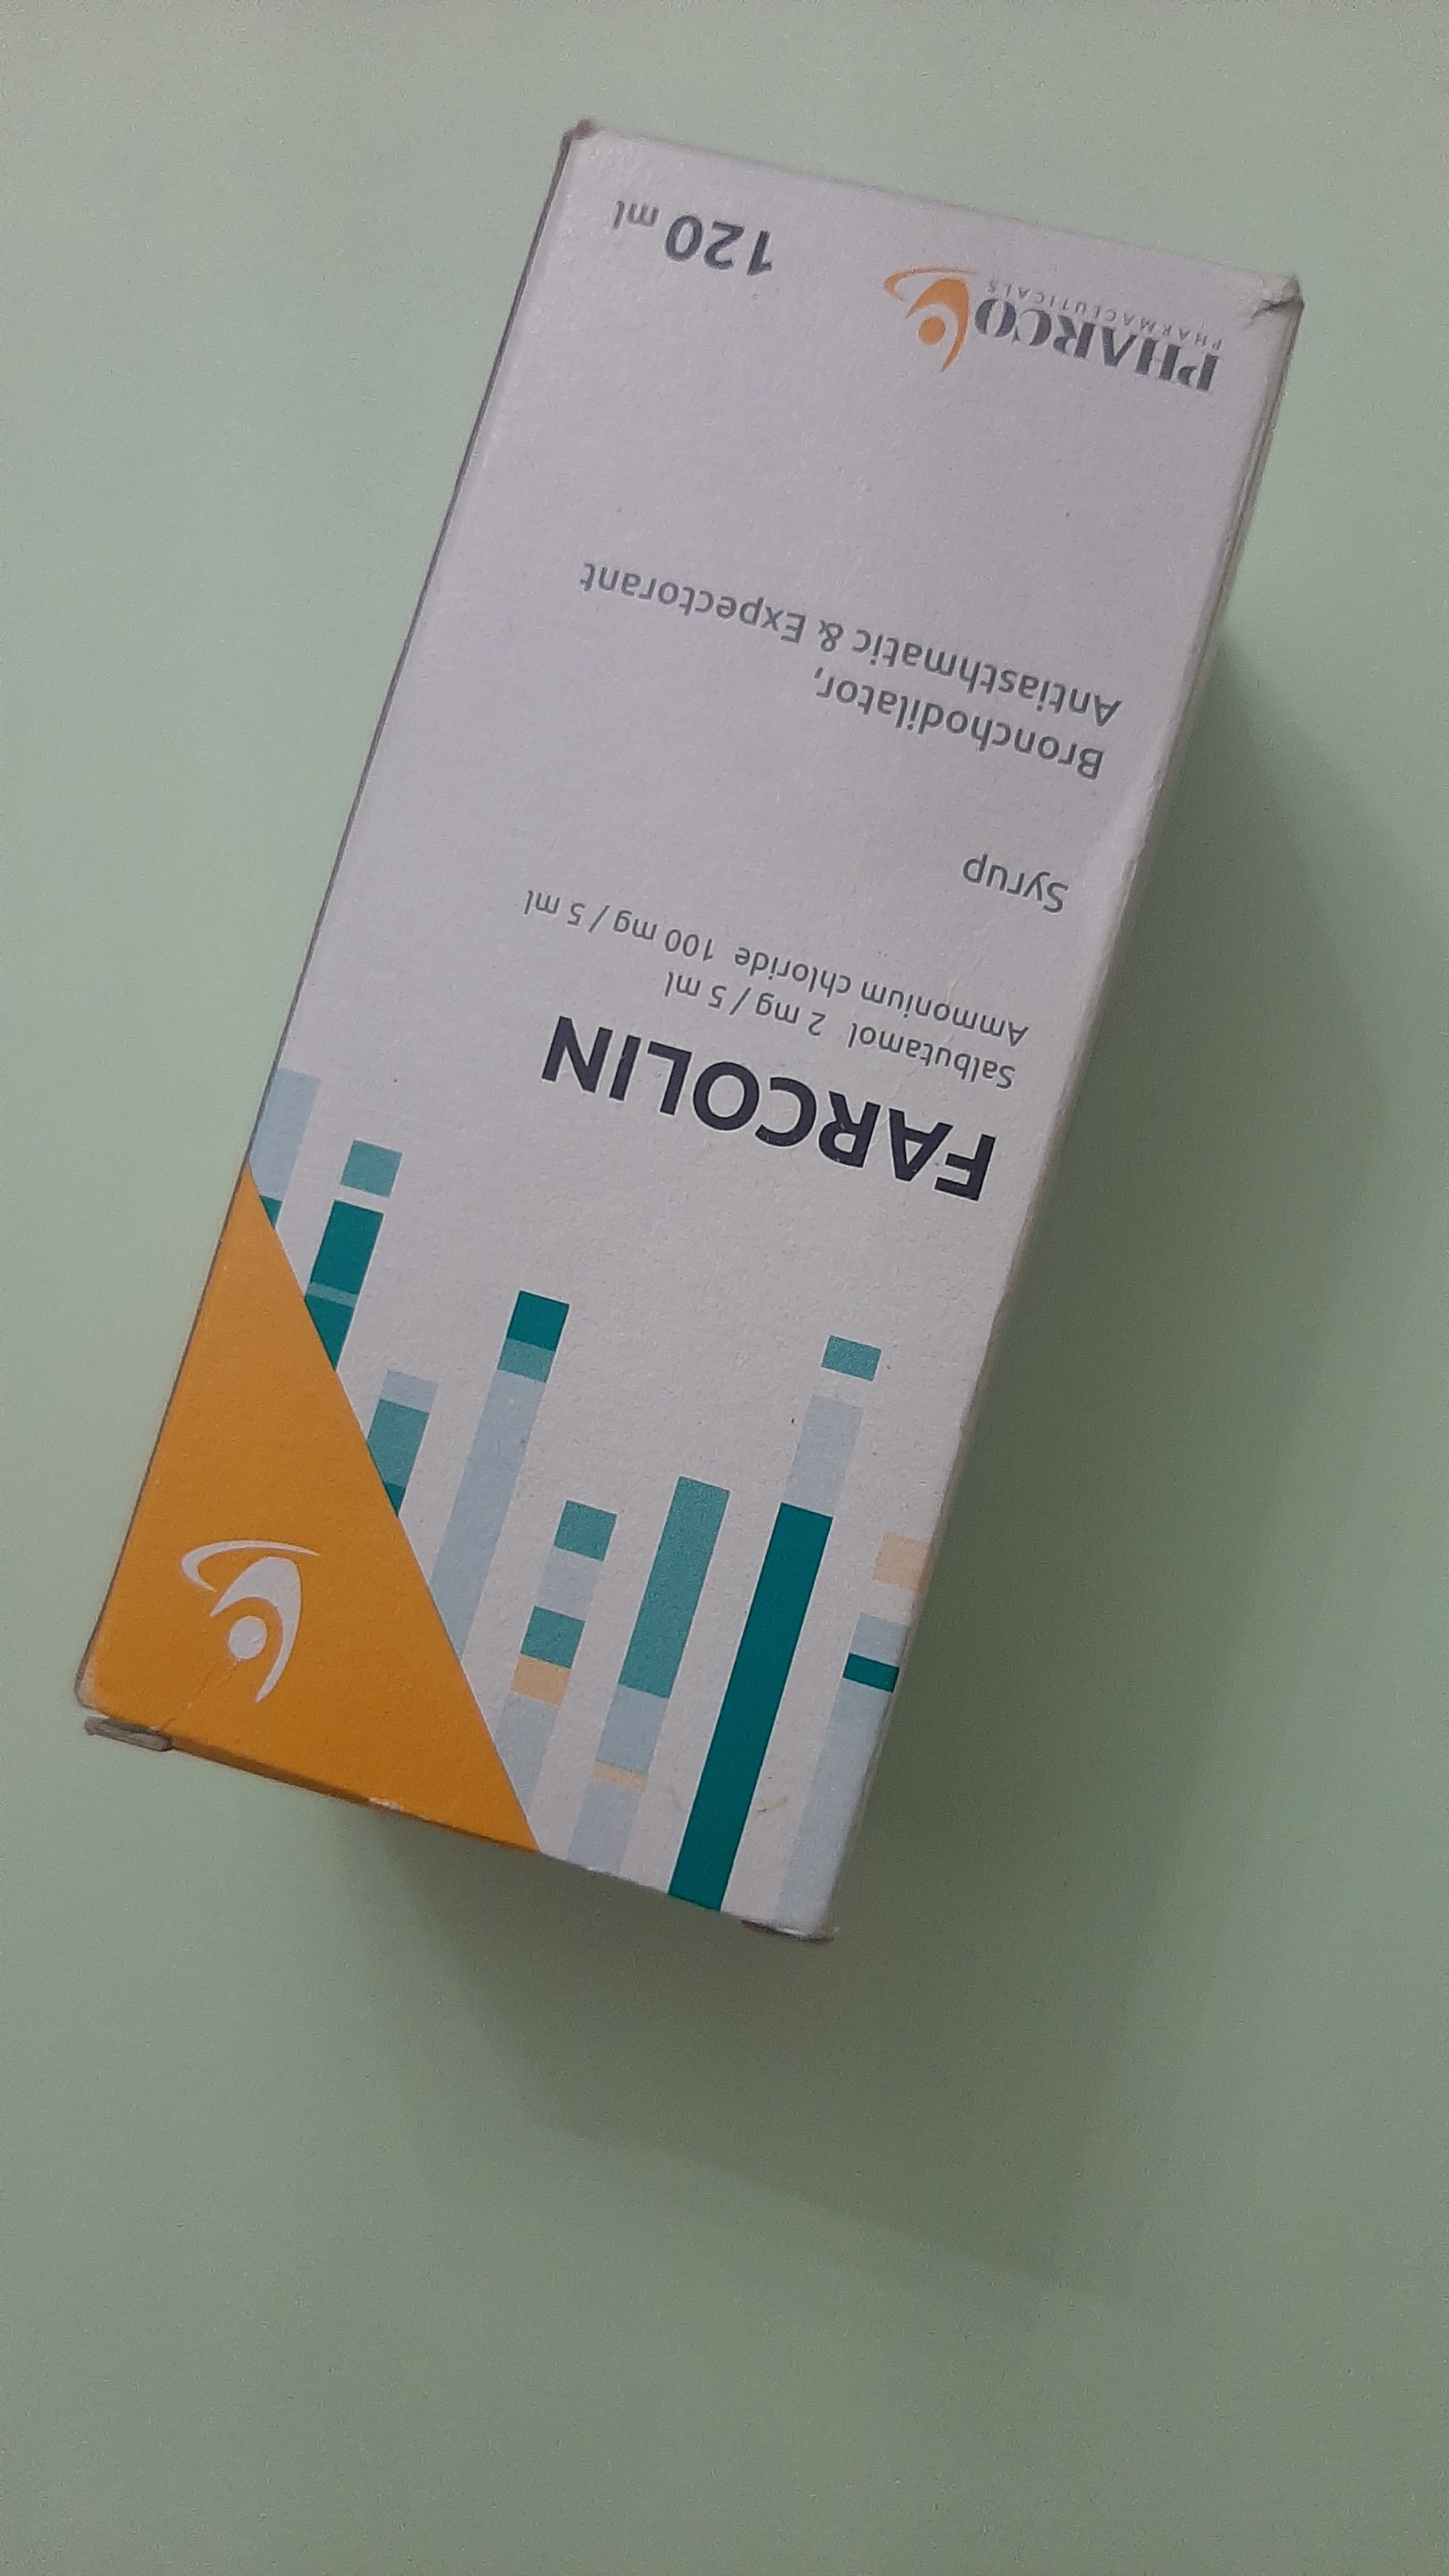 FARCOLIN
Salbutamol 2 mg / 5 ml
Ammonium chloride 100 mg / 5 ml
Syrup
Bronchodilator,
Antiasthmatic & Expectorant
PHARCO
PHARMACEUTICALS
120 ml